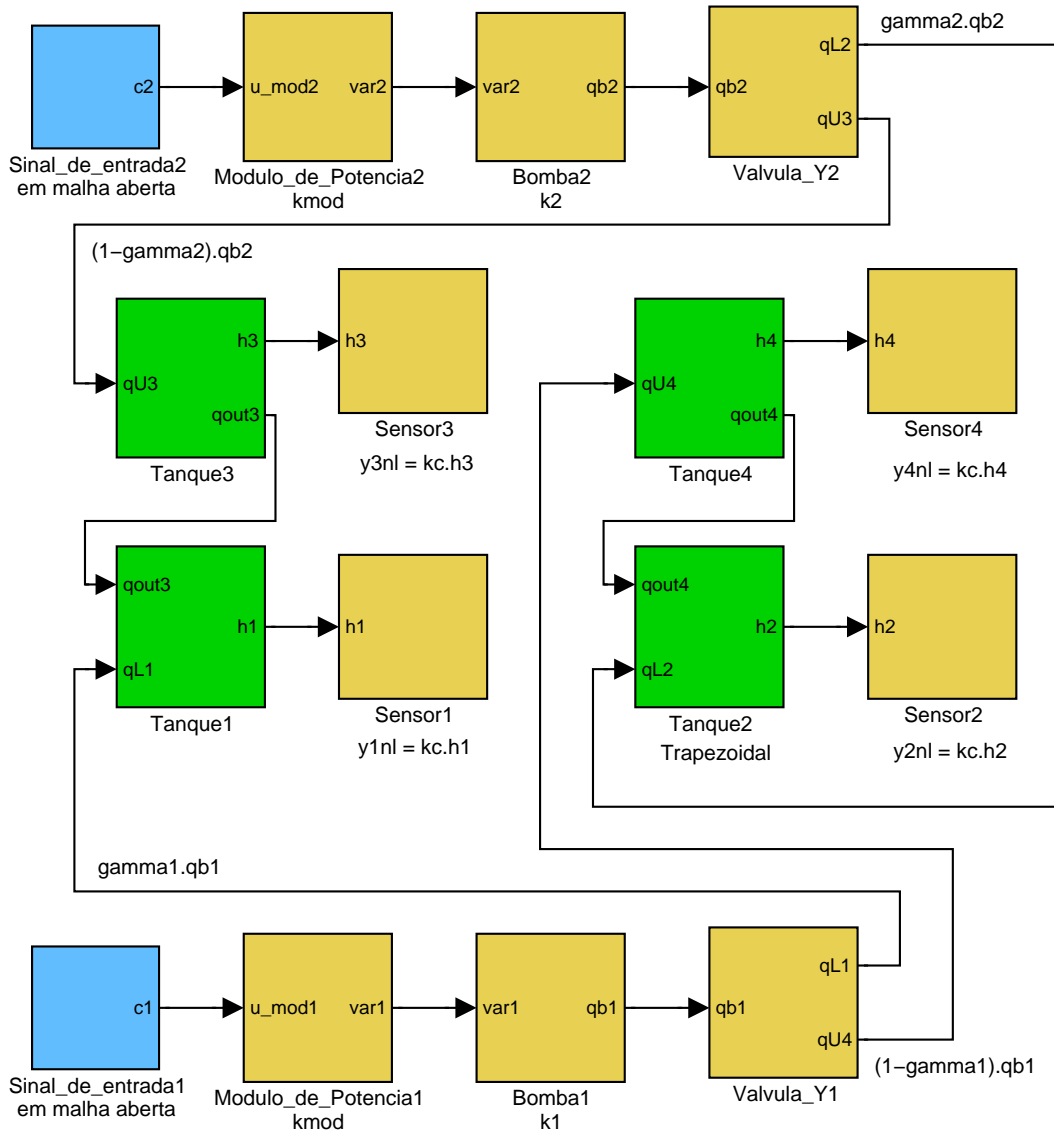 gamma2.qb2
c2
u_mod2
var2
var2
qb2
qb2
qL2
qU3
Sinal_de_entrada2
em malha aberta
Modulo_de_Potencia2
kmod
Bomba2
k2
Valvula_Y2
(1−gamma2).qb2
qU3
h3
qout3
Tanque3
h3
Sensor3
y3nl = kc.h3
qU4
h4
qout4
Tanque4
h4
Sensor4
y4nl = kc.h4
qout3
qL1
h1
Tanque1
h1
Sensor1
y1nl = kc.h1
qout4
qL2
h2
Tanque2
Trapezoidal
h2
Sensor2
y2nl = kc.h2
gamma1.qb1
c1
u_mod1
var1
var1
qb1
qb1
qL1
qU4
Sinal_de_entrada1
em malha aberta
Modulo_de_Potencia1
kmod
Bomba1
k1
Valvula_Y1
(1−gamma1).qb1